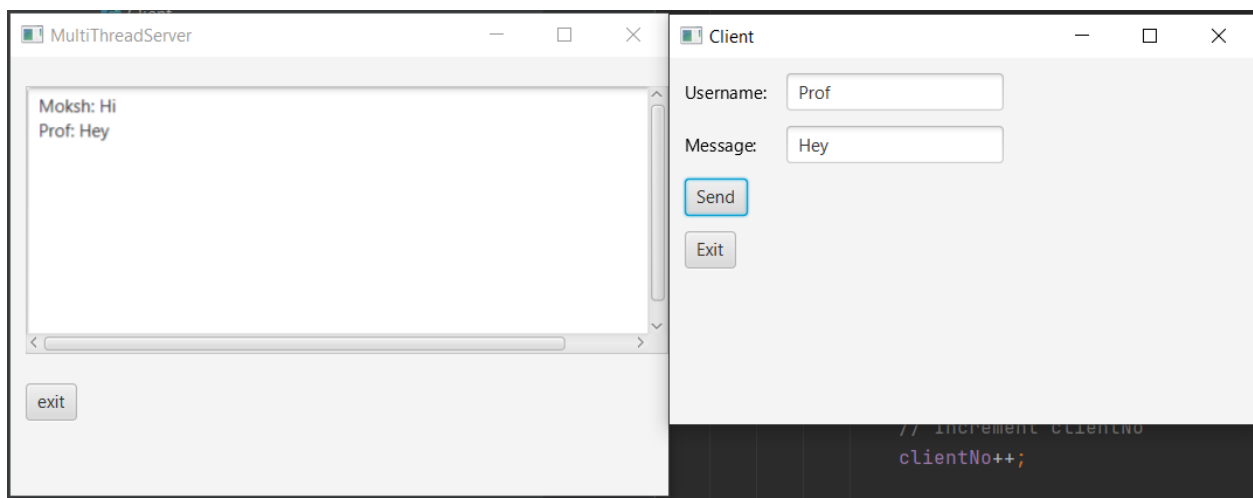 MultiThreadServer
Moksh: Hi
Prof: Hey
exit
Client
Username: Prof
Message: Hey
Send
Exit
// Increment clientNo
clientNo++;